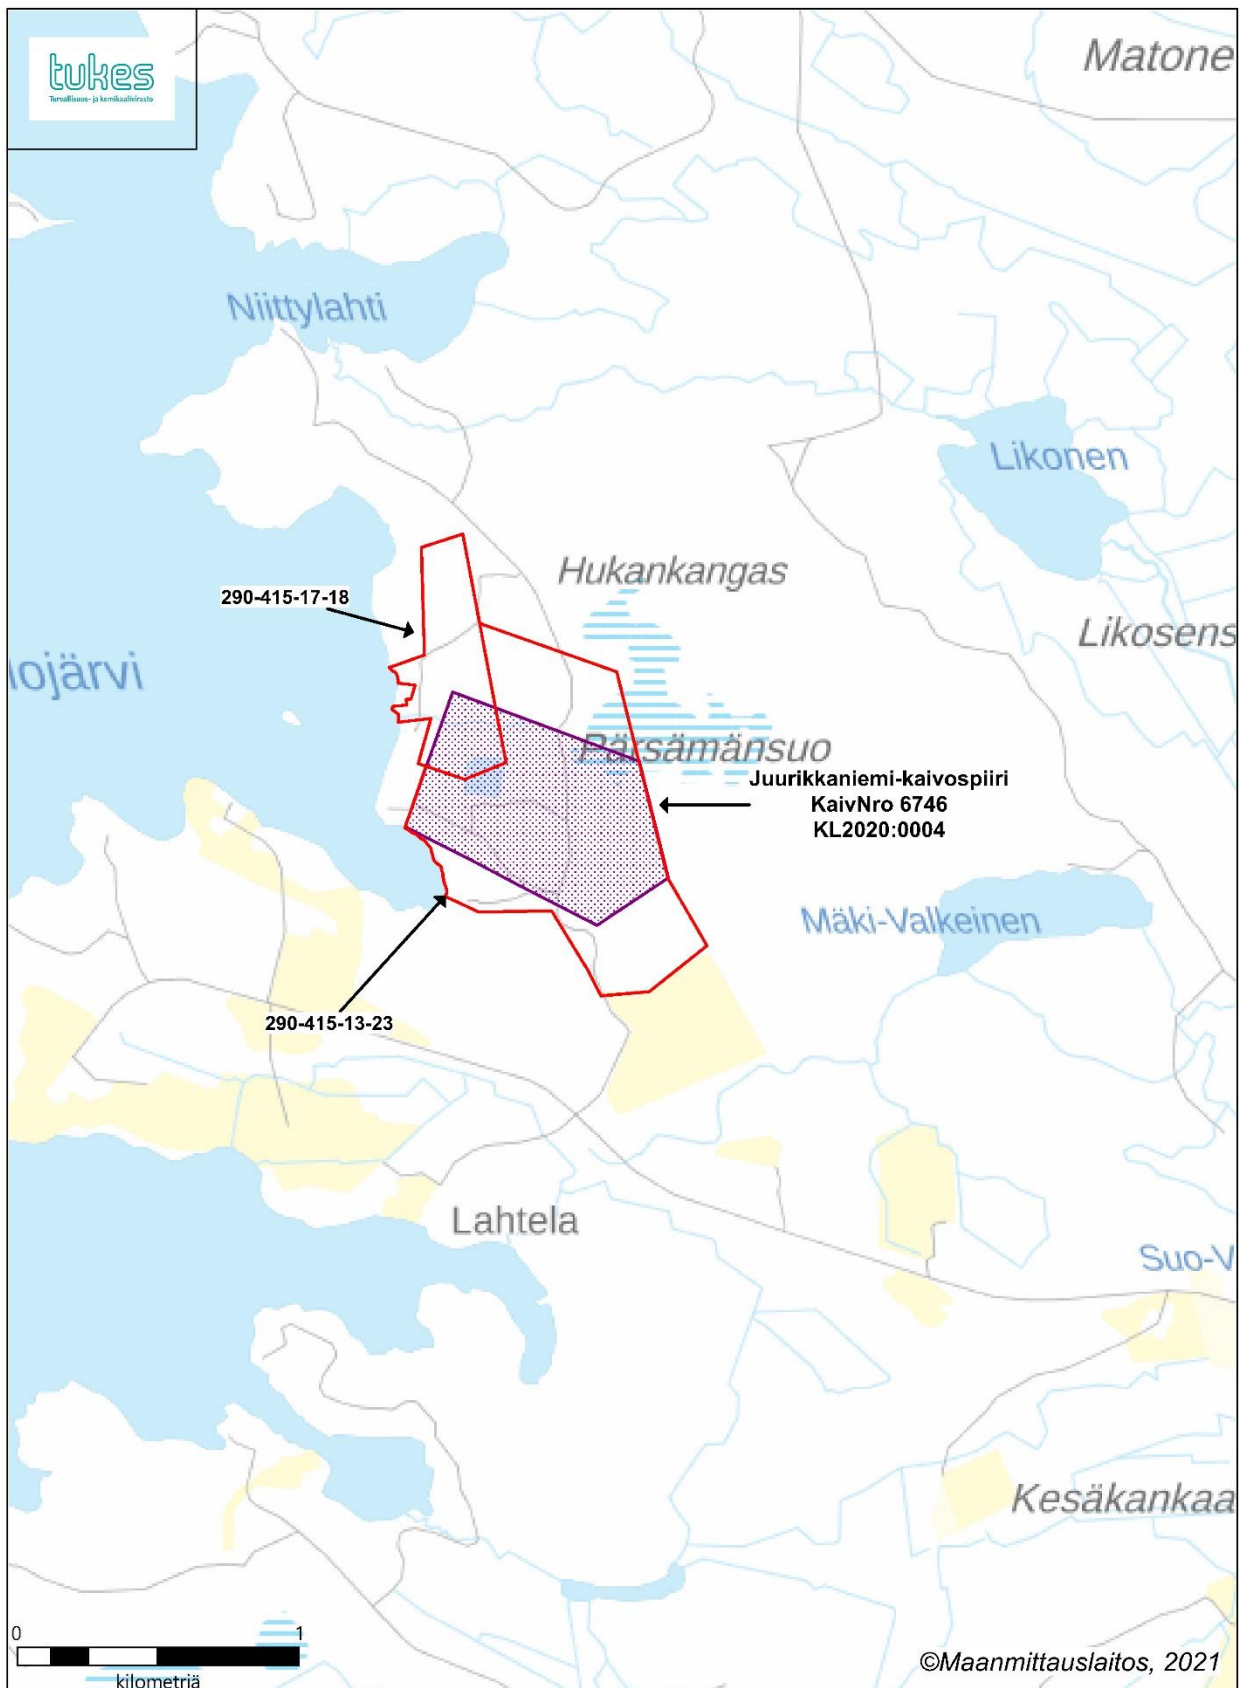 tukes
Turvallisuus- ja kemikaalivirasto
Matone
Niittylahti
Likonen
Hukankangas
290-415-17-18
Likosens
lojärvi
Pärsämänsuo
Juurikkaniemi-kaivospiiri
KaivNro 6746
KL2020:0004
Mäki-Valkeinen
290-415-13-23
Lahtela
Suo-V
Kesäkankaa
0 1
kilometriä
©Maanmittauslaitos, 2021